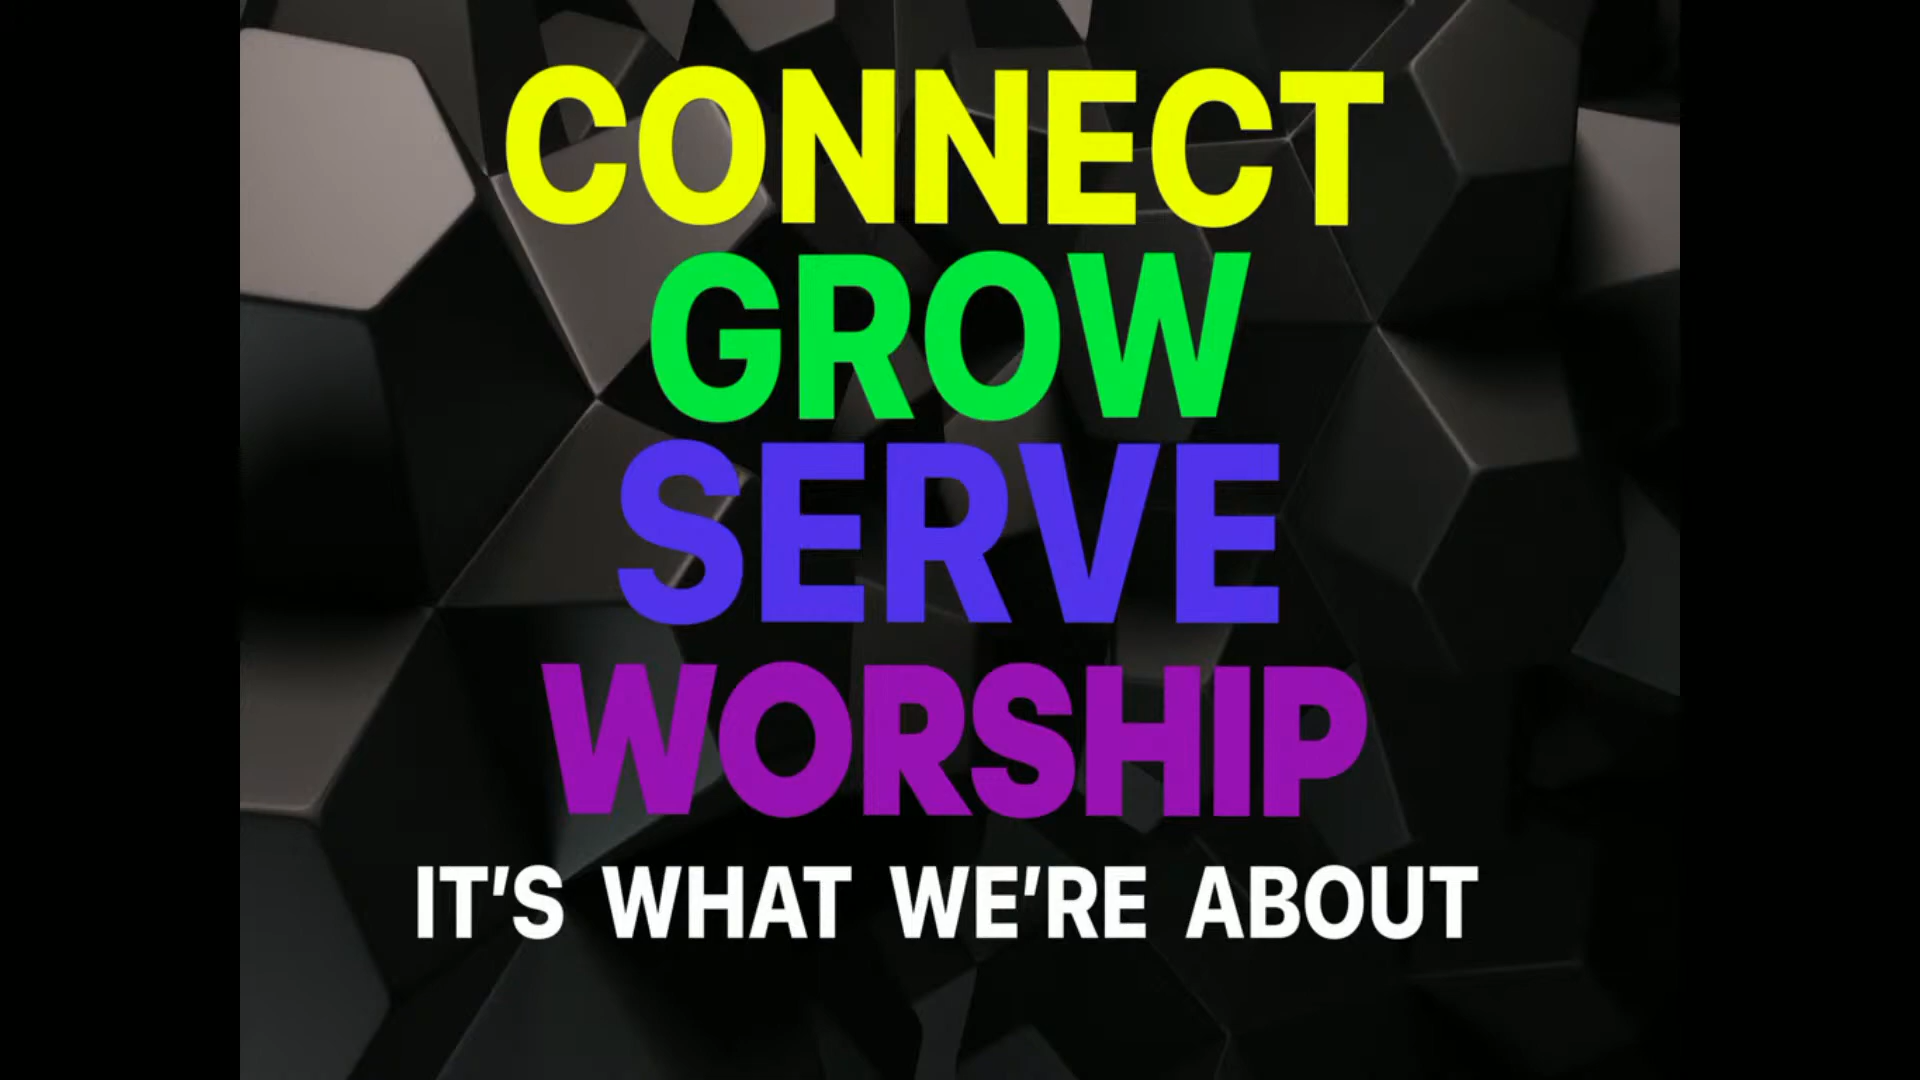 CONNECT
GROW
SERVE
WORSHIP
IT'S WHAT WE'RE ABOUT